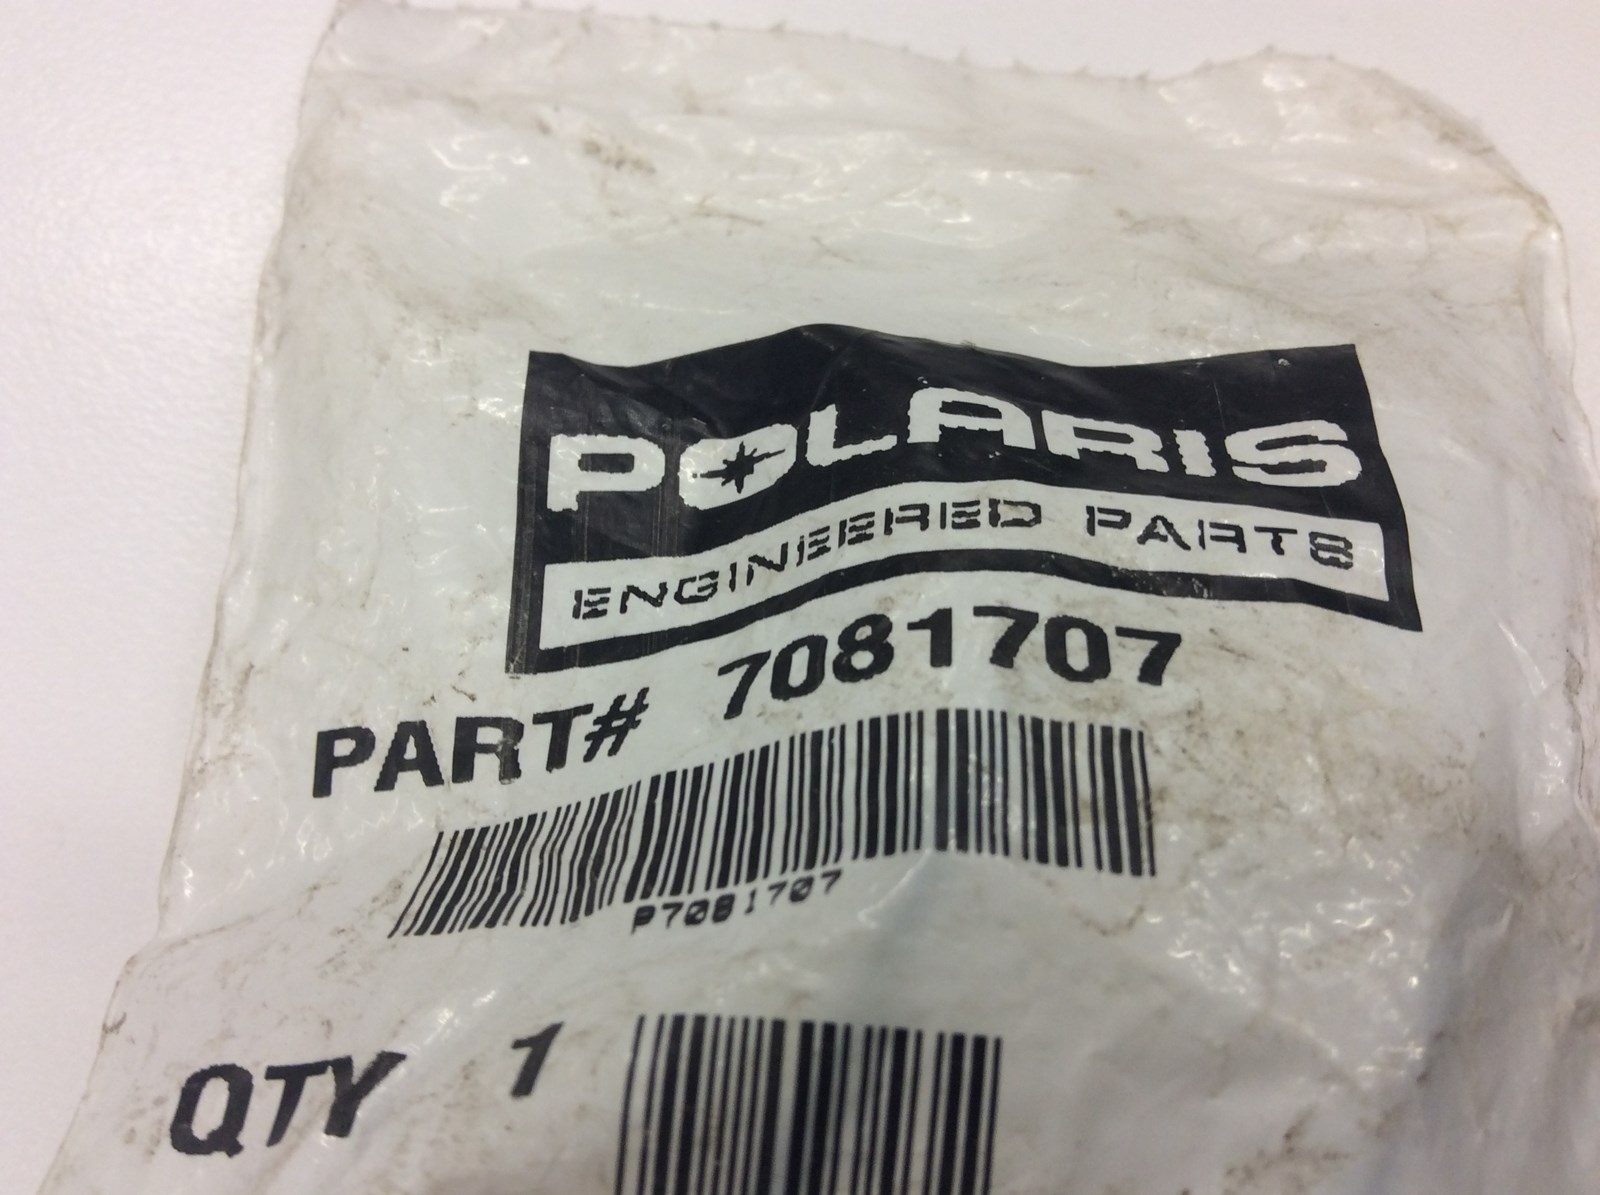 POLARIS
ENGINEERED PARTS
PART# 7081707
P7081707
QTY 1